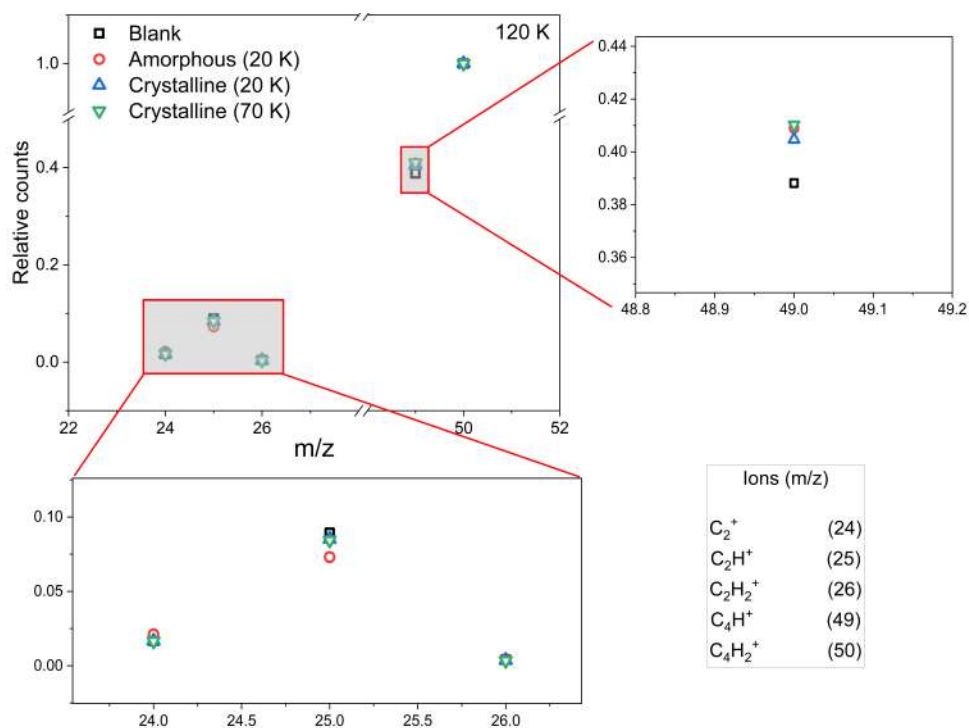 Blank
Amorphous (20 K)
Crystalline (20 K)
Crystalline (70 K)
120 K
1.0
0.4
0.2
0.0
Relative counts
22
24
26
50
52
m/z
0.44
0.42
0.40
0.38
0.36
48.8
48.9
49.0
49.1
49.2
0.10
0.05
0.00
24.0
24.5
25.0
25.5
26.0
Ions (m/z)
C₂⁺ (24)
C₂H⁺ (25)
C₂H₂⁺ (26)
C₄H⁺ (49)
C₄H₂⁺ (50)